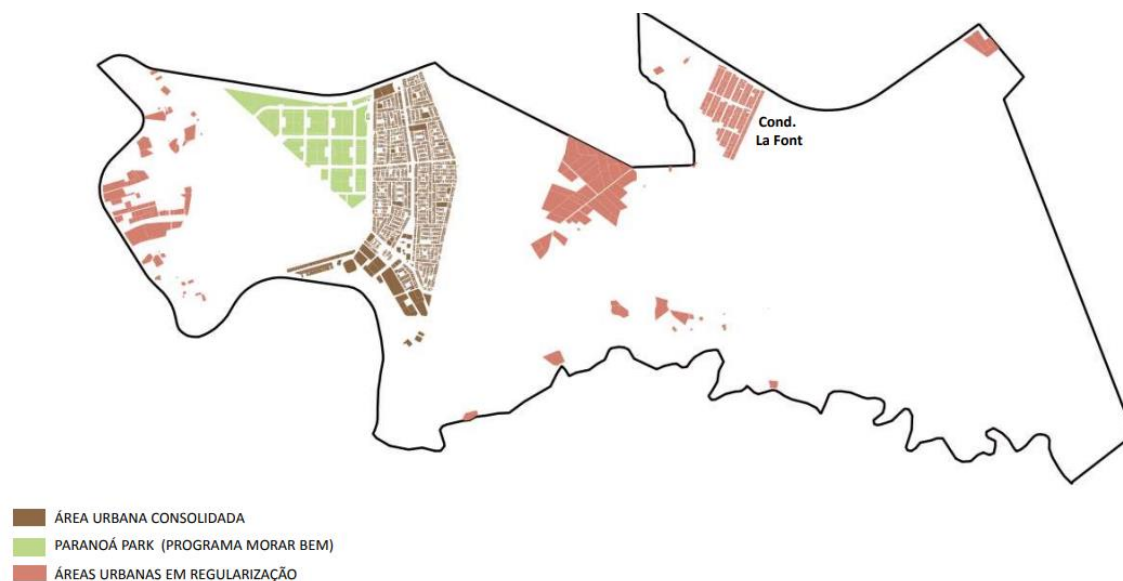 Cond.
La Font
ÁREA URBANA CONSOLIDADA
PARANOÁ PARK (PROGRAMA MORAR BEM)
ÁREAS URBANAS EM REGULARIZAÇÃO